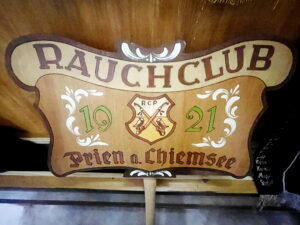 RAUCHCLUB
RCP
19 21
Prien a. Chiemsee